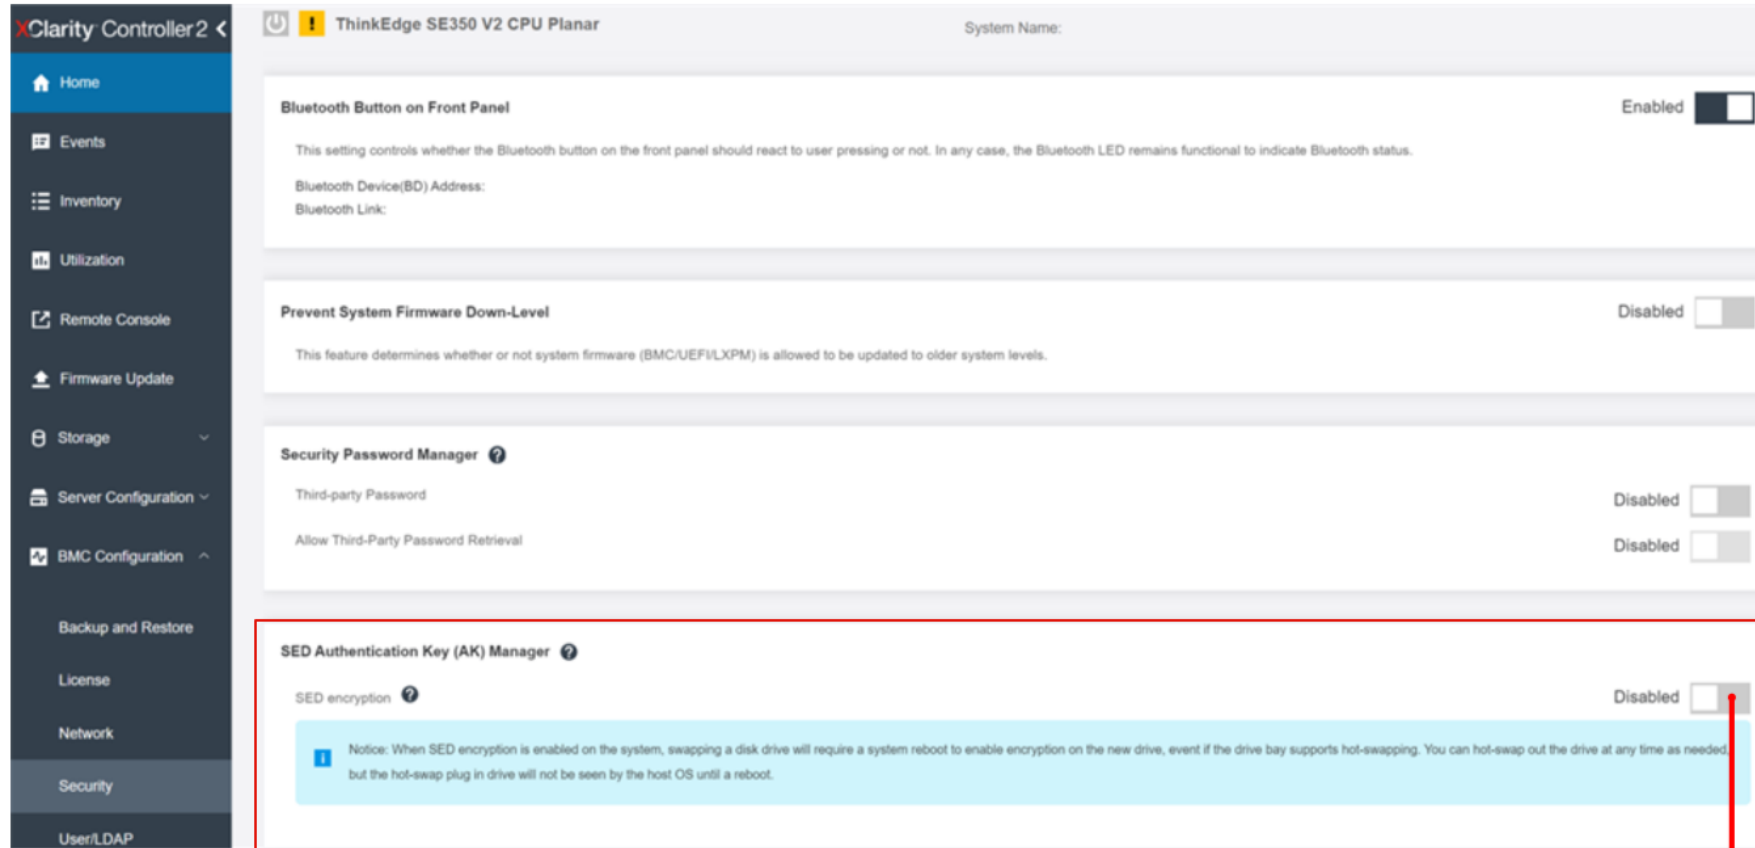 XClarity Controller 2
ThinkEdge SE350 V2 CPU Planar
System Name:
Home
Events
Inventory
Utilization
Remote Console
Firmware Update
Storage
Server Configuration
BMC Configuration
Backup and Restore
License
Network
Security
User/LDAP
Bluetooth Button on Front Panel
Enabled
This setting controls whether the Bluetooth button on the front panel should react to user pressing or not. In any case, the Bluetooth LED remains functional to indicate Bluetooth status.
Bluetooth Device(BD) Address:
Bluetooth Link:
Prevent System Firmware Down-Level
Disabled
This feature determines whether or not system firmware (BMC/UEFI/LXPM) is allowed to be updated to older system levels.
Security Password Manager
Third-party Password
Disabled
Allow Third-Party Password Retrieval
Disabled
SED Authentication Key (AK) Manager
SED encryption
Disabled
Notice: When SED encryption is enabled on the system, swapping a disk drive will require a system reboot to enable encryption on the new drive, event if the drive bay supports hot-swapping. You can hot-swap out the drive at any time as needed,
but the hot-swap plug in drive will not be seen by the host OS until a reboot.